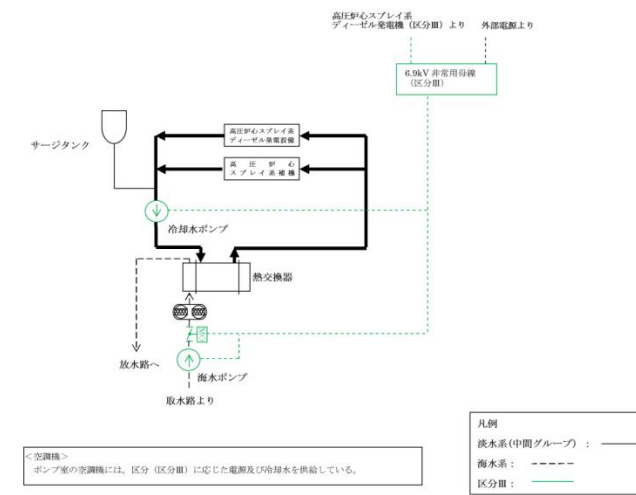 高圧炉心スプレイ系
ディーゼル発電機（区分Ⅲ）より
外部電源より
6.9kV 非常用母線
（区分Ⅲ）
サージタンク
高圧炉心スプレイ系
ディーゼル発電設備
高圧炉心
スプレイ系補機
冷却水ポンプ
熱交換器
放水路へ
海水ポンプ
取水路より
＜空調機＞
ポンプ室の空調機には，区分（区分Ⅲ）に応じた電源及び冷却水を供給している。
凡例
淡水系(中間グループ)：
海水系：
区分Ⅲ：